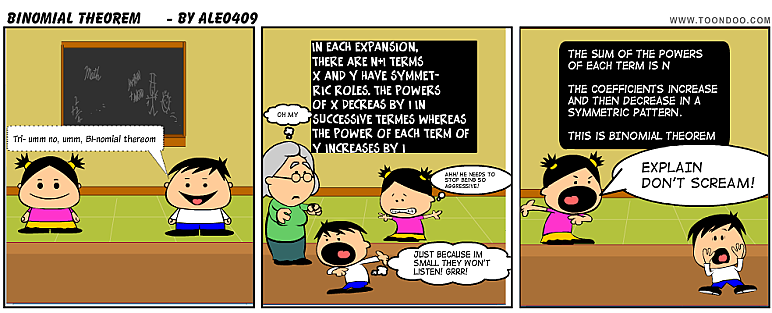 BINOMIAL THEOREM - BY ALE0409
WWW.TOONDOO.COM
Math
Tri- umm no, umm, Bi-nomial thereom
IN EACH EXPANSION,
THERE ARE N+1 TERMS
X AND Y HAVE SYMMET-
RIC ROLES. THE POWERS
OF X DECREAS BY 1 IN
SUCCESSIVE TERMES WHEREAS
THE POWER OF EACH TERM OF
Y INCREASES BY 1
OH MY
AHH! HE NEEDS TO
STOP BEING SO
AGGRESSIVE!
JUST BECAUSE IM
SMALL THEY WON'T
LISTEN! GRRR!
THE SUM OF THE POWERS
OF EACH TERM IS N
THE COEFFICIENTS INCREASE
AND THEN DECREASE IN A
SYMMETRIC PATTERN.
THIS IS BINOMIAL THEOREM
EXPLAIN
DON'T SCREAM!